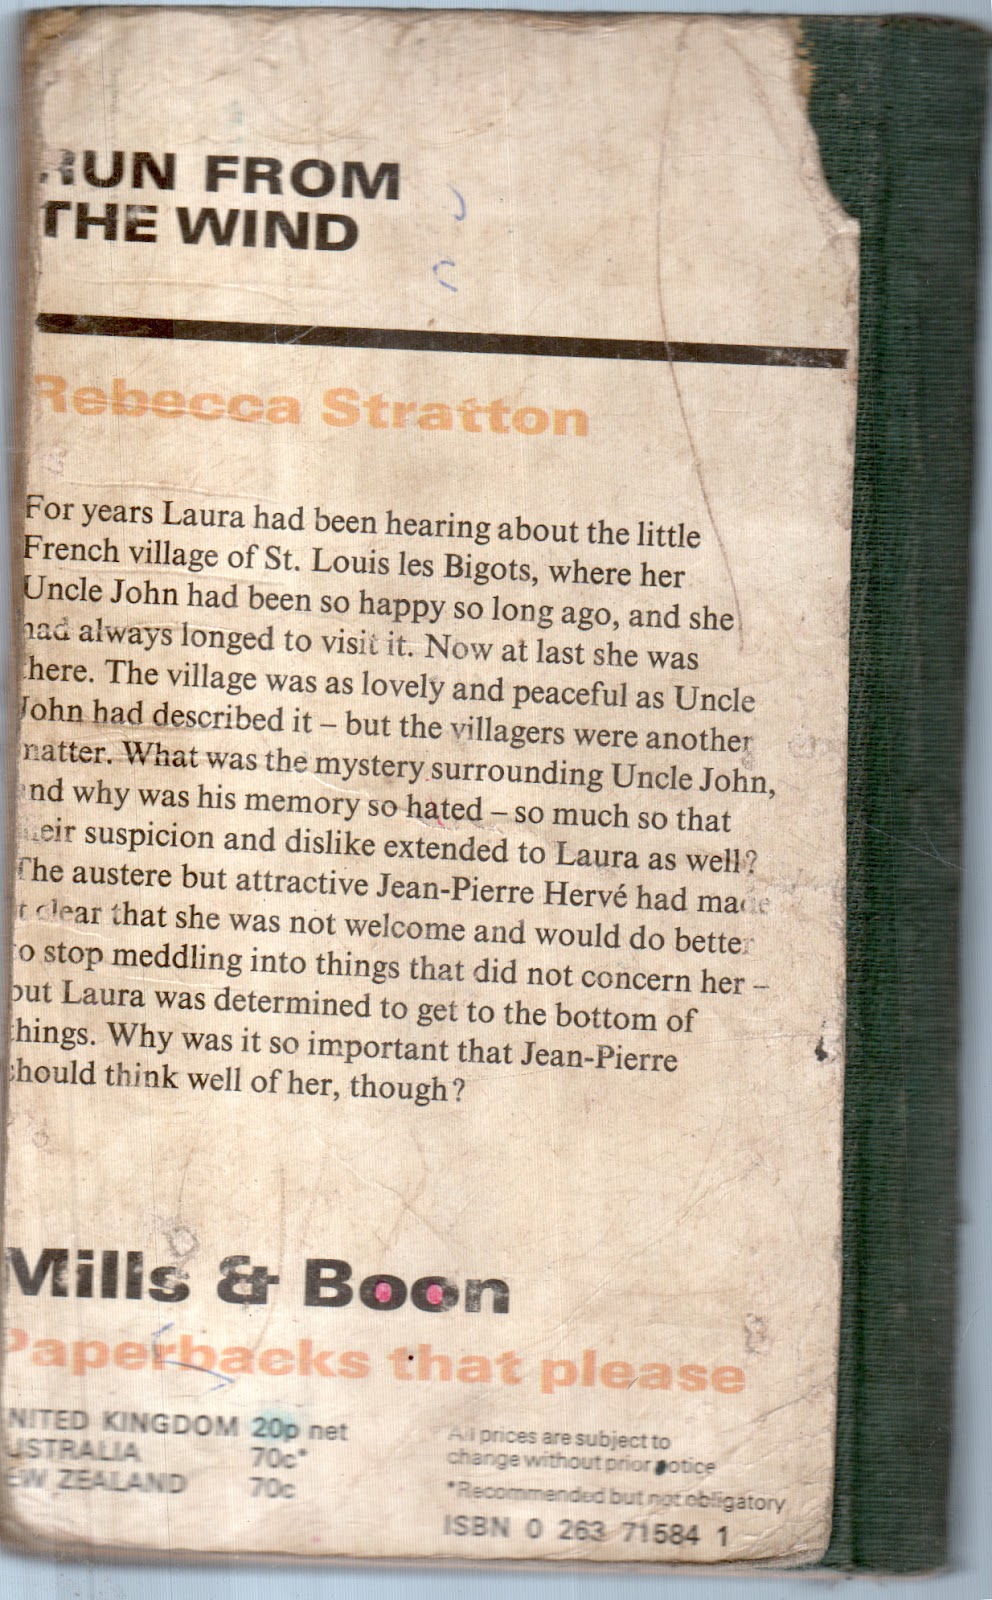 RUN FROM
THE WIND
Rebecca Stratton
For years Laura had been hearing about the little
French village of St. Louis les Bigots, where her
Uncle John had been so happy so long ago, and she
had always longed to visit it. Now at last she was
there. The village was as lovely and peaceful as Uncle
John had described it – but the villagers were another
matter. What was the mystery surrounding Uncle John,
and why was his memory so hated – so much so that
their suspicion and dislike extended to Laura as well?
The austere but attractive Jean-Pierre Hervé had made
it clear that she was not welcome and would do better
to stop meddling into things that did not concern her –
but Laura was determined to get to the bottom of
things. Why was it so important that Jean-Pierre
should think well of her, though?
Mills & Boon
Paperbacks that please
UNITED KINGDOM 20p net
AUSTRALIA 70c*
NEW ZEALAND 70c
All prices are subject to
change without prior notice
*Recommended but not obligatory
ISBN 0 263 71584 1